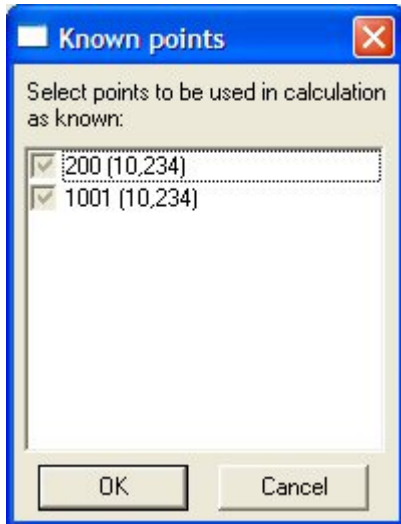 Known points
Select points to be used in calculation
as known:
200 (10,234)
1001 (10,234)
OK Cancel